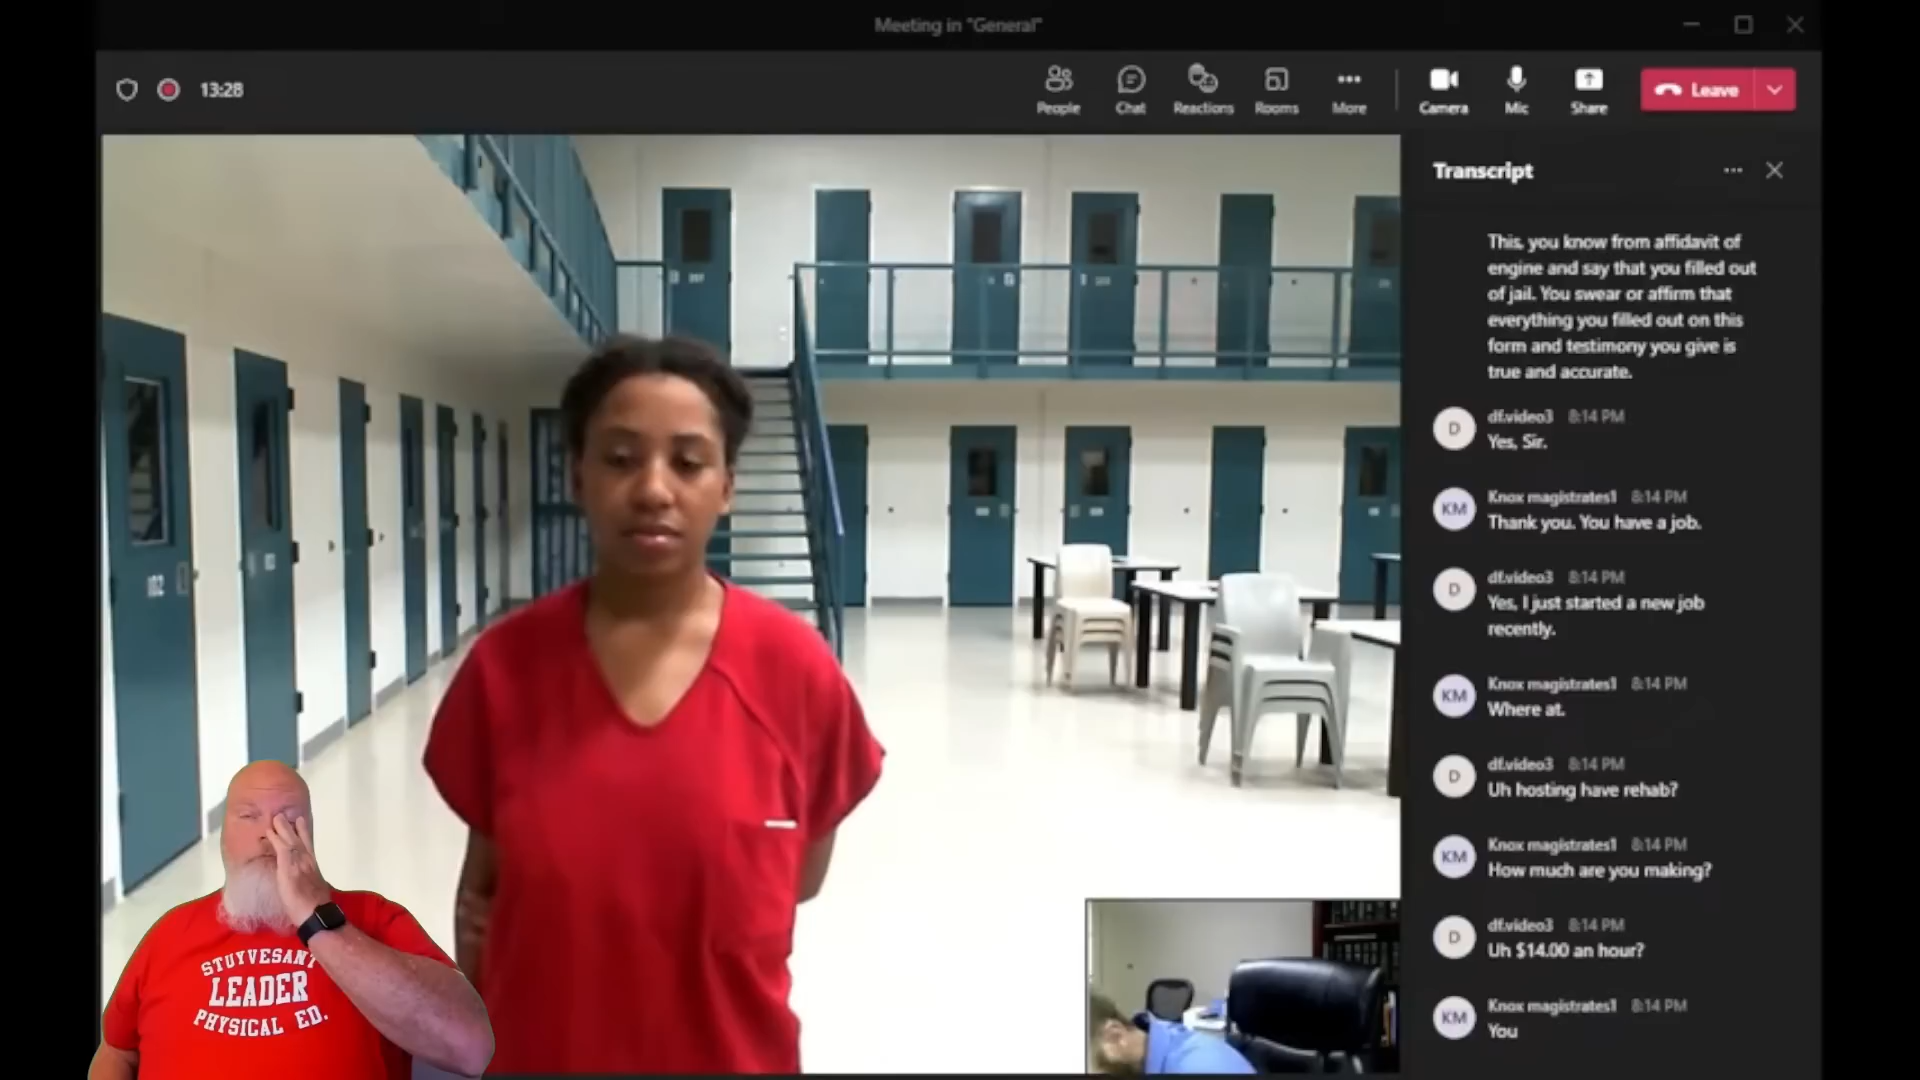 Meeting in "General"
13:28
People
Chat
Reactions
Rooms
More
Camera
Mic
Share
Leave
Transcript
This, you know from affidavit of
engine and say that you filled out
of jail. You swear or affirm that
everything you filled out on this
form and testimony you give is
true and accurate.
D
df.video3 8:14 PM
Yes, Sir.
KM
Knox magistrates1 8:14 PM
Thank you. You have a job.
D
df.video3 8:14 PM
Yes, I just started a new job
recently.
KM
Knox magistrates1 8:14 PM
Where at.
D
df.video3 8:14 PM
Uh hosting have rehab?
KM
Knox magistrates1 8:14 PM
How much are you making?
D
df.video3 8:14 PM
Uh $14.00 an hour?
KM
Knox magistrates1 8:14 PM
You
102
STUYVESANT
LEADER
PHYSICAL ED.